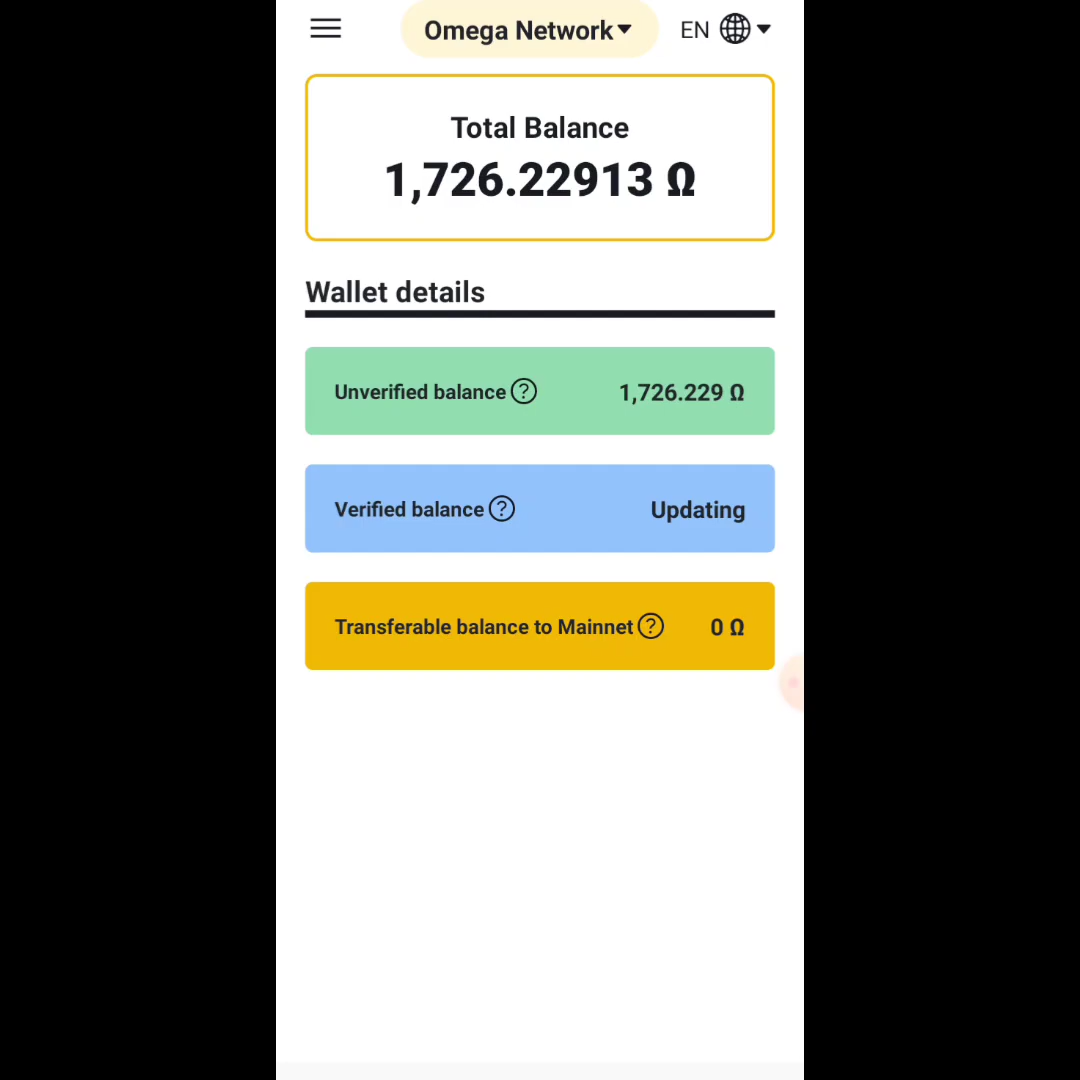 Omega Network EN
Total Balance
1,726.22913 Ω
Wallet details
Unverified balance ? 1,726.229 Ω
Verified balance ? Updating
Transferable balance to Mainnet ? 0 Ω